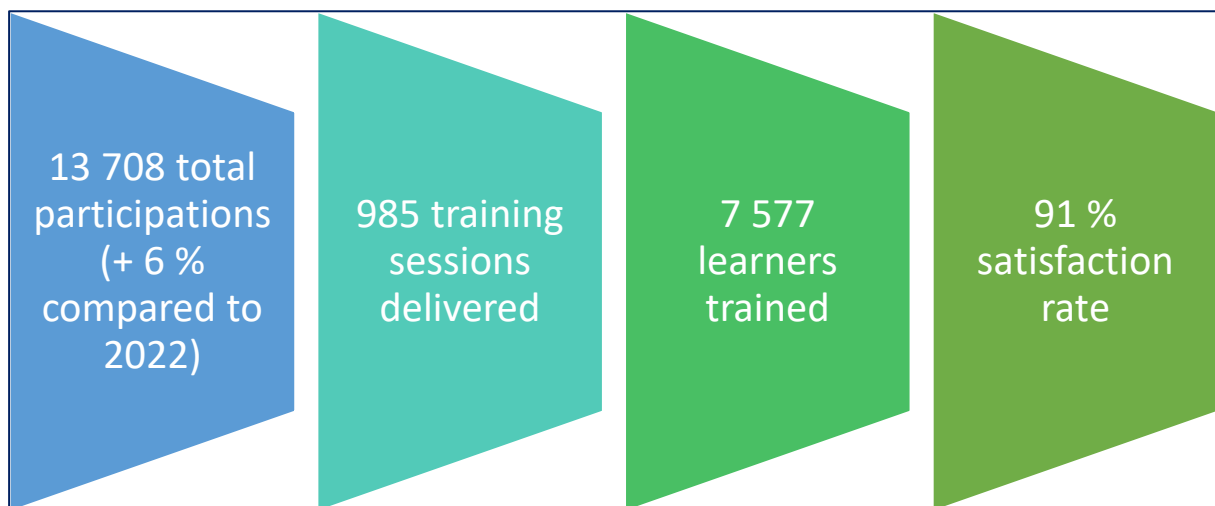 13 708 total
participations
(+ 6 %
compared to
2022)
985 training
sessions
delivered
7 577
learners
trained
91 %
satisfaction
rate